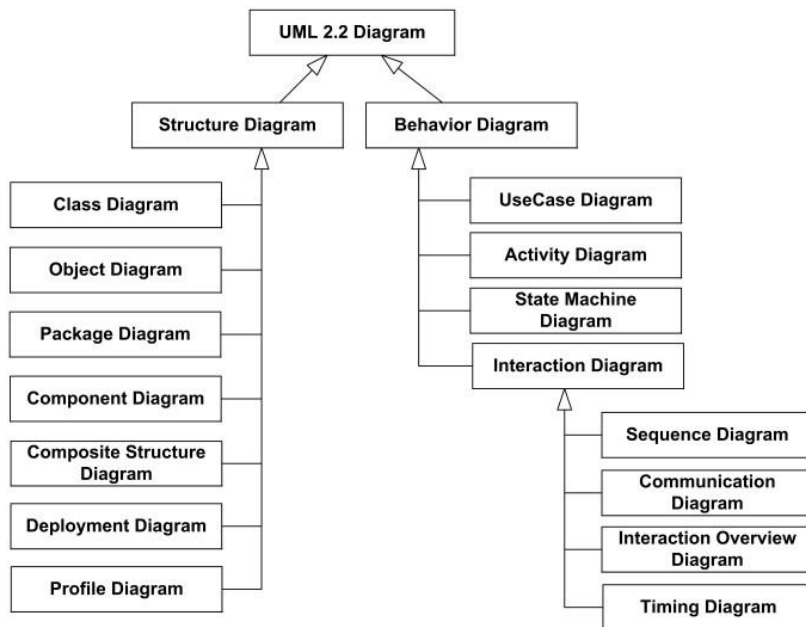 UML 2.2 Diagram
Structure Diagram
Behavior Diagram
Class Diagram
Object Diagram
Package Diagram
Component Diagram
Composite Structure
Diagram
Deployment Diagram
Profile Diagram
UseCase Diagram
Activity Diagram
State Machine
Diagram
Interaction Diagram
Sequence Diagram
Communication
Diagram
Interaction Overview
Diagram
Timing Diagram